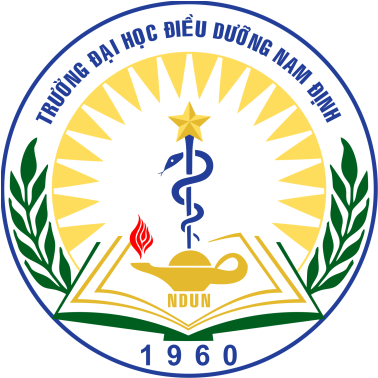 TRƯỜNG ĐẠI HỌC ĐIỀU DƯỠNG NAM ĐỊNH
NDUN
1960